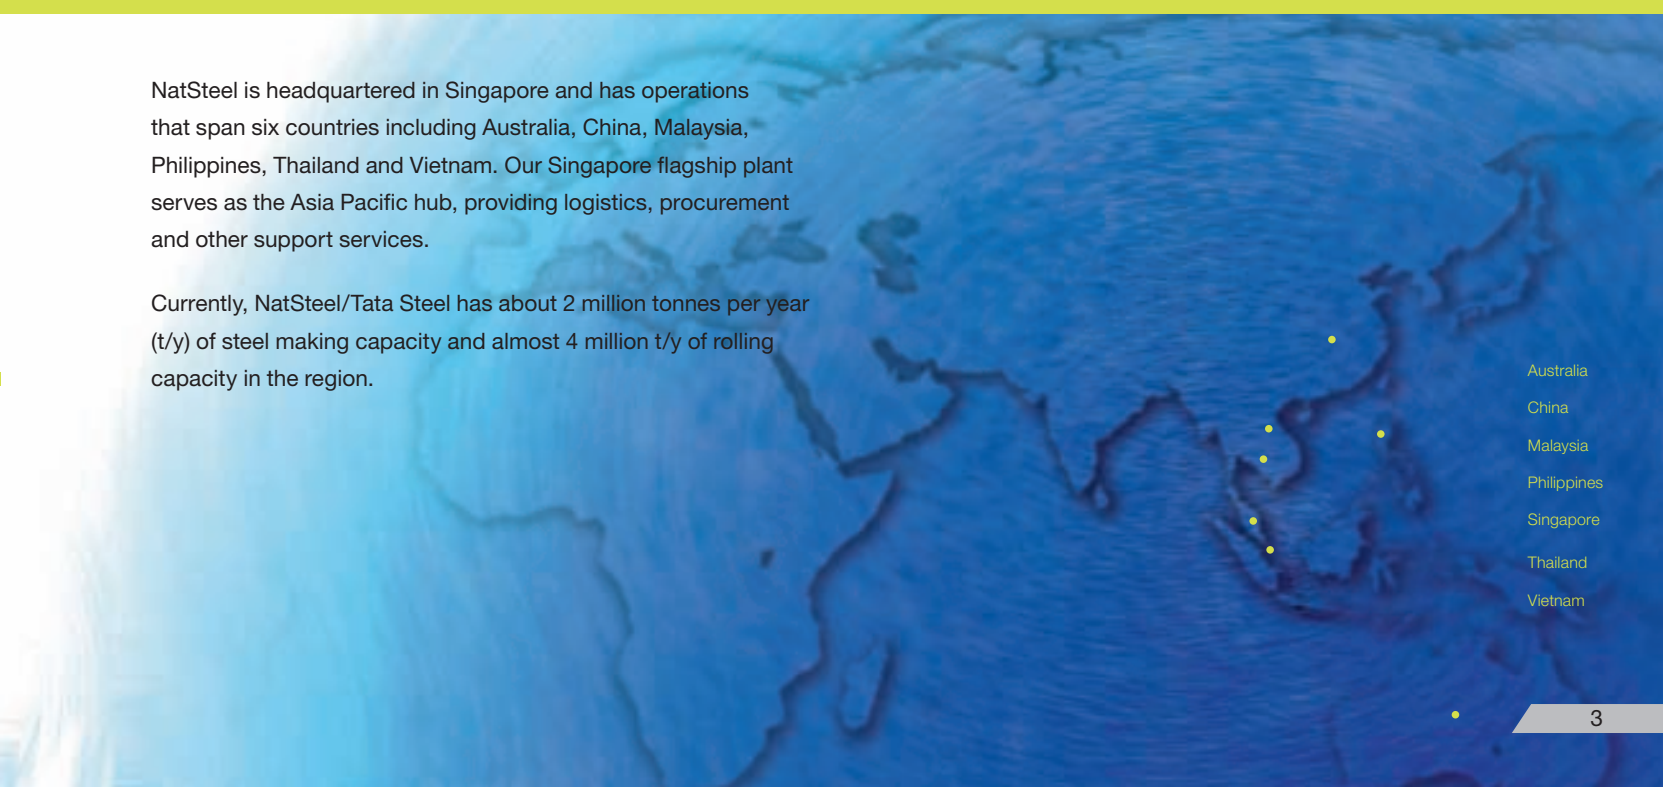 NatSteel is headquartered in Singapore and has operations
that span six countries including Australia, China, Malaysia,
Philippines, Thailand and Vietnam. Our Singapore flagship plant
serves as the Asia Pacific hub, providing logistics, procurement
and other support services.
Currently, NatSteel/Tata Steel has about 2 million tonnes per year
(t/y) of steel making capacity and almost 4 million t/y of rolling
capacity in the region.
Australia
China
Malaysia
Philippines
Singapore
Thailand
Vietnam
3